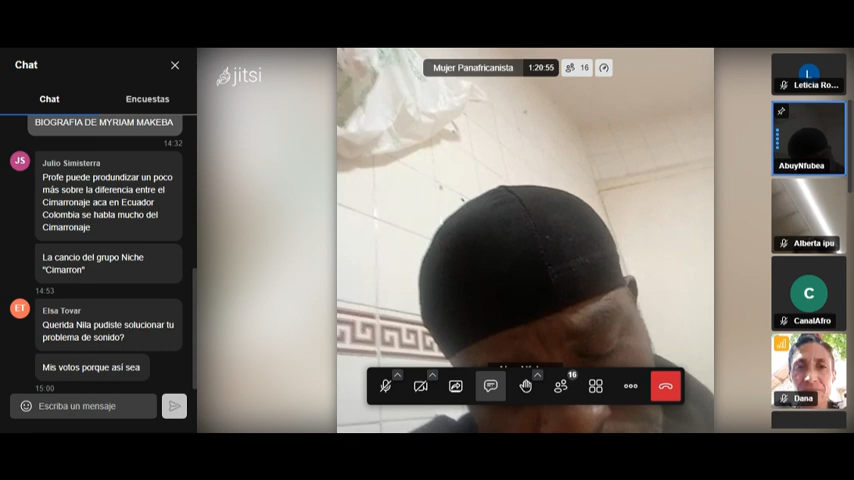 Chat
Chat Encuestas
BIOGRAFIA DE MYRIAM MAKEBA
14:32
JS
Julio Simisterra
Profe puede produndizar un poco
más sobre la diferencia entre el
Cimarronaje aca en Ecuador
Colombia se habla mucho del
Cimarronaje
La cancio del grupo Niche
"Cimarron"
14:53
ET
Elsa Tovar
Querida Nila pudiste solucionar tu
problema de sonido?
Mis votos porque así sea
15:00
Escriba un mensaje
jitsi
Mujer Panafricanista 1:20:55 16
16
L
Leticia Ro...
AbuyNfubea
Alberta ipu
C
CanalAfro
Dana